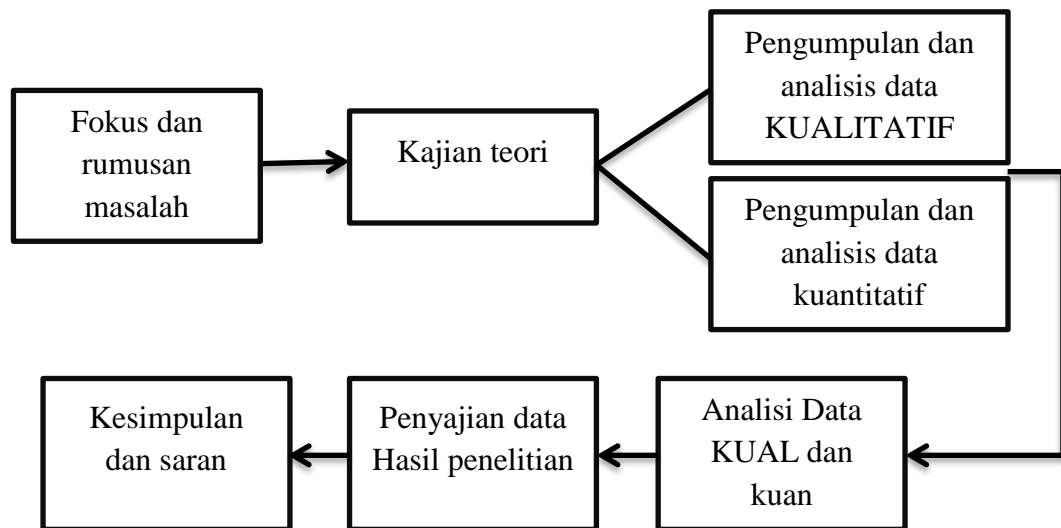 Fokus dan
rumusan
masalah
Kajian teori
Pengumpulan dan
analisis data
KUALITATIF
Pengumpulan dan
analisis data
kuantitatif
Analisi Data
KUAL dan
kuan
Penyajian data
Hasil penelitian
Kesimpulan
dan saran